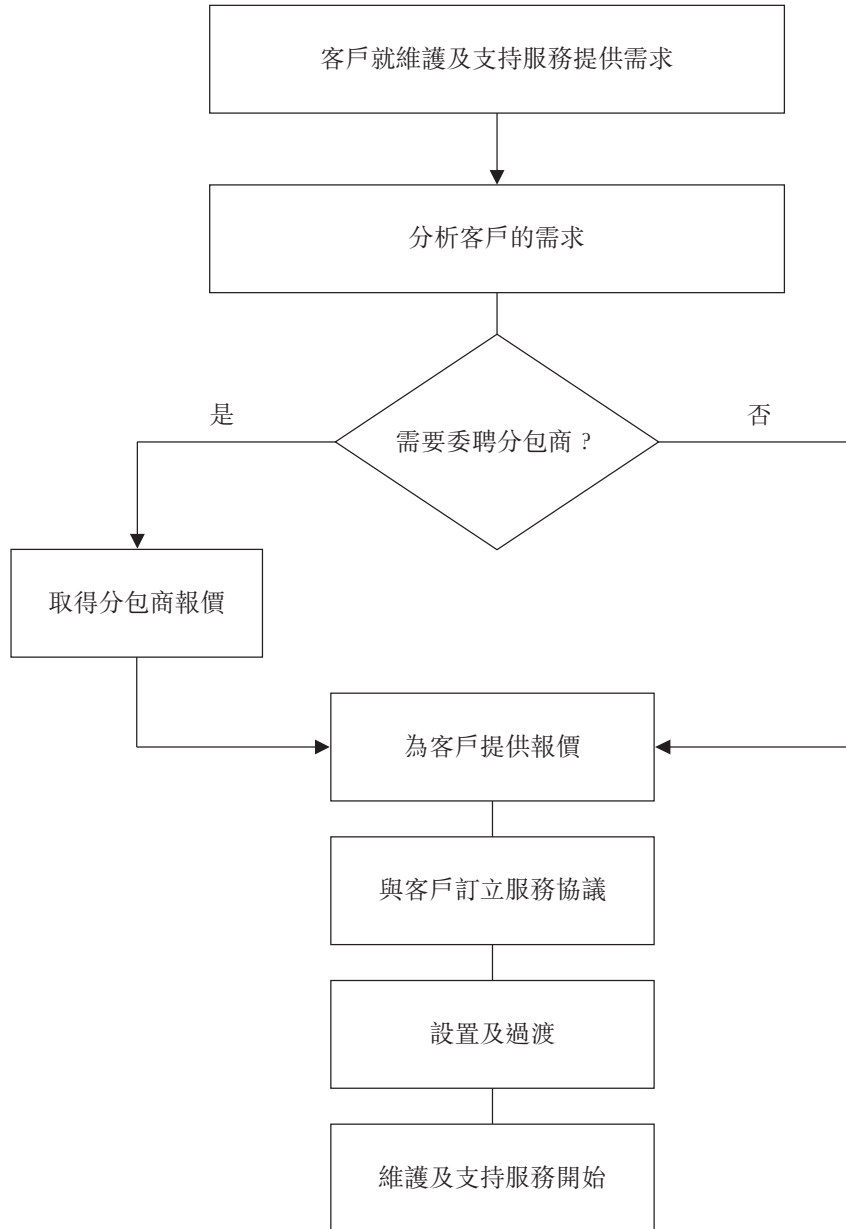 客戶就維護及支持服務提供需求
分析客戶的需求
是
否
需要委聘分包商？
取得分包商報價
為客戶提供報價
與客戶訂立服務協議
設置及過渡
維護及支持服務開始